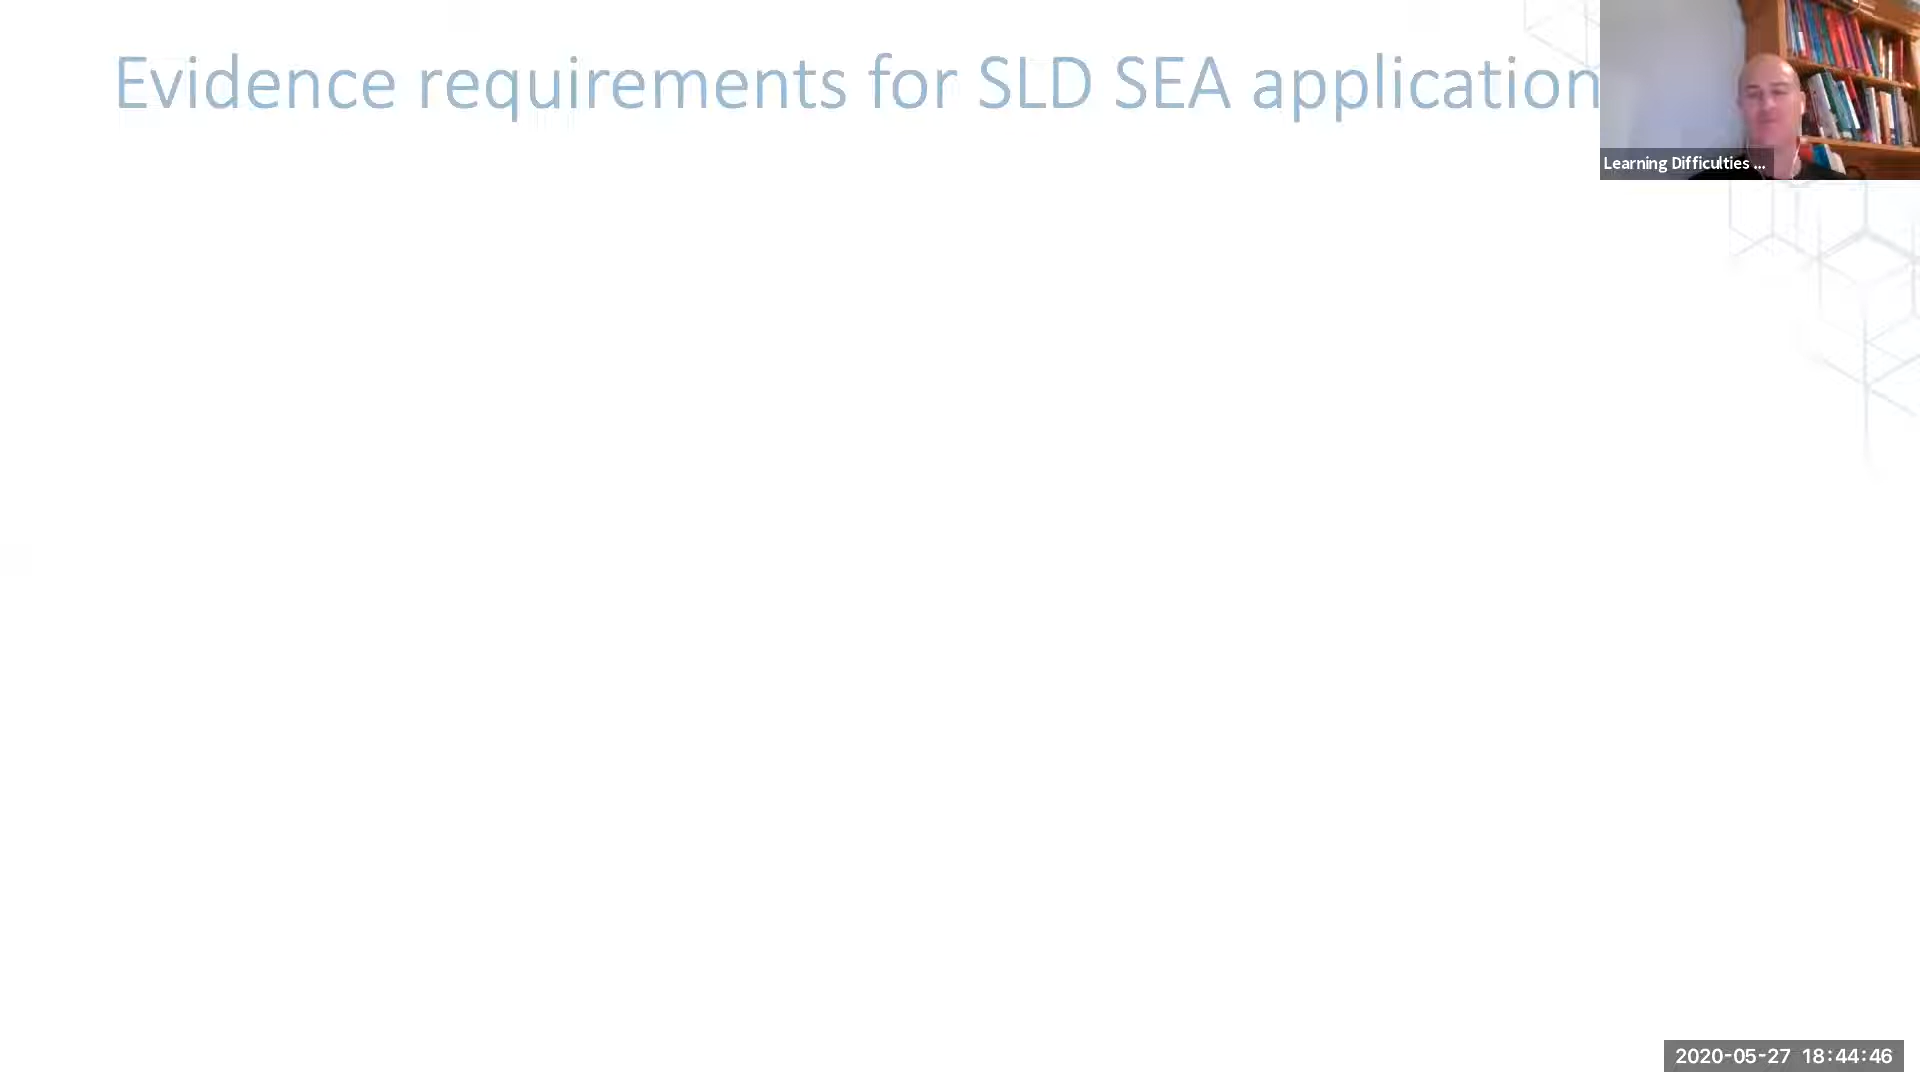 Evidence requirements for SLD SEA application
Learning Difficulties ...
2020-05-27 18:44:46